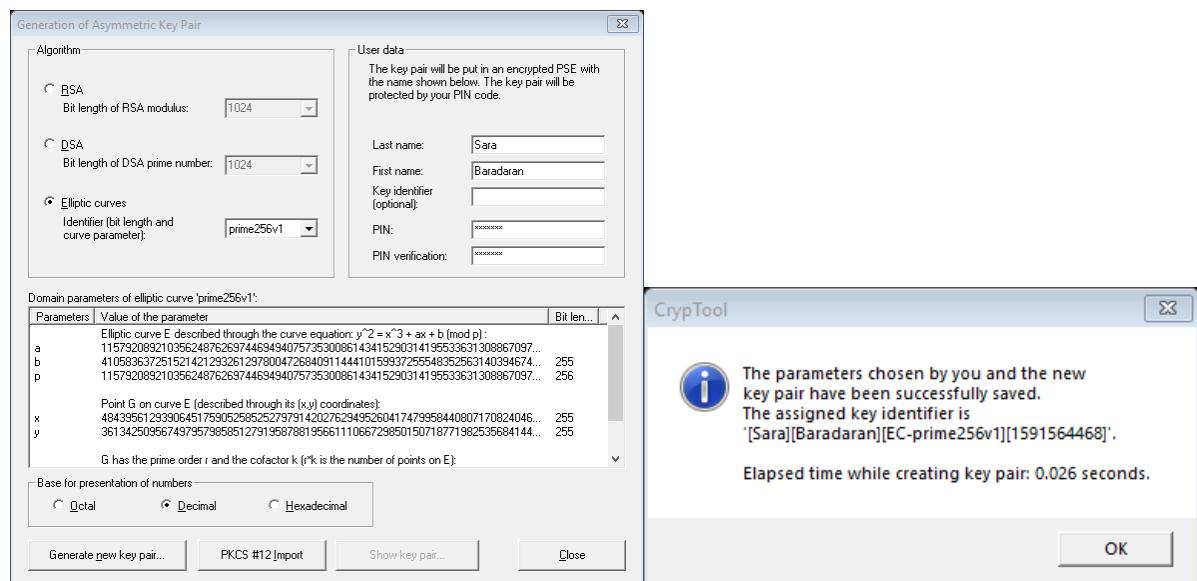 Generation of Asymmetric Key Pair
Algorithm
RSA
Bit length of RSA modulus: 1024
DSA
Bit length of DSA prime number: 1024
Elliptic curves
Identifier (bit length and
curve parameter): prime256v1
User data
The key pair will be put in an encrypted PSE with
the name shown below. The key pair will be
protected by your PIN code.
Last name: Sara
First name: Baradaran
Key identifier
(optional):
PIN: *******
PIN verification: *******
Domain parameters of elliptic curve 'prime256v1':
Parameters Value of the parameter Bit len...
Elliptic curve E described through the curve equation: y^2 = x^3 + ax + b (mod p) :
a 115792089210356248762697446949407573530086143415290314195533631308867097...
b 410583637251521421293261297800472684091144410159937255548352563140394674... 255
p 115792089210356248762697446949407573530086143415290314195533631308867097... 256
Point G on curve E (described through its (x,y) coordinates):
x 484395612939064517590525852527979142027629495260417479958440807170824046... 255
y 361342509567497957985851279195878819566111066729850150718771982535684144... 255
G has the prime order r and the cofactor k (r*k is the number of points on E):
Base for presentation of numbers
Octal Decimal Hexadecimal
Generate new key pair... PKCS #12 Import Show key pair... Close
CrypTool
The parameters chosen by you and the new
key pair have been successfully saved.
The assigned key identifier is
'[Sara][Baradaran][EC-prime256v1][1591564468]'.
Elapsed time while creating key pair: 0.026 seconds.
OK